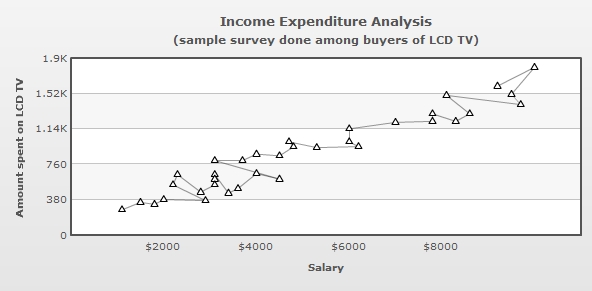 Income Expenditure Analysis
(sample survey done among buyers of LCD TV)
Amount spent on LCD TV
1.9K
1.52K
1.14K
760
380
0
$2000 $4000 $6000 $8000
Salary